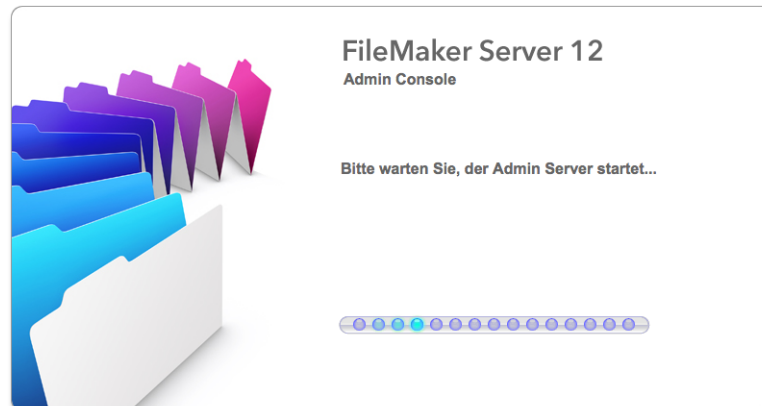 FileMaker Server 12
Admin Console
Bitte warten Sie, der Admin Server startet...